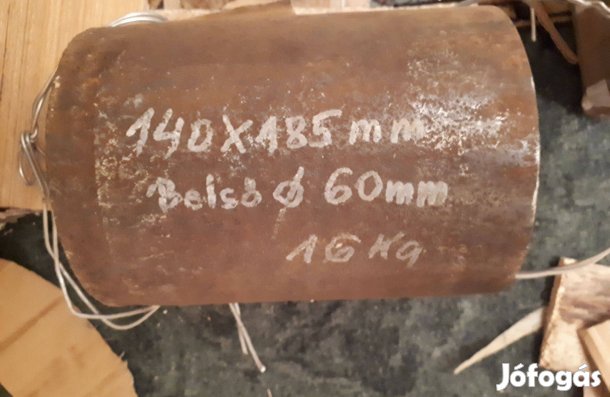 140X185mm
Belső ϕ 60mm
16 Kg
Jófogás